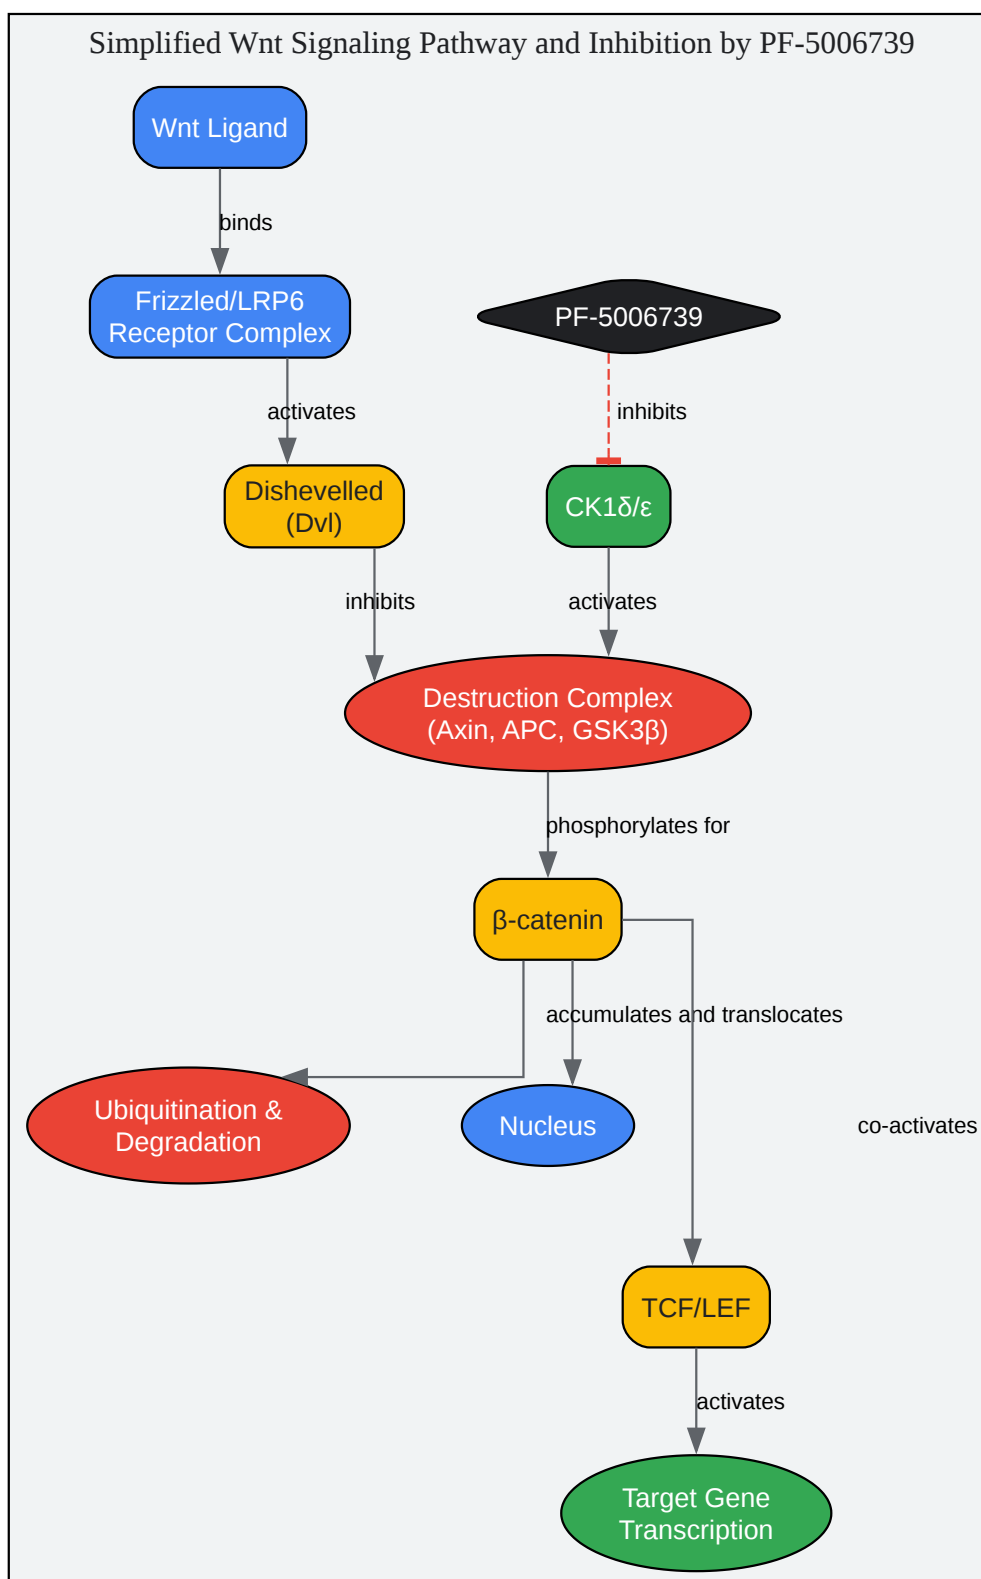 Simplified Wnt Signaling Pathway and Inhibition by PF-5006739
Wnt Ligand
binds
Frizzled/LRP6
Receptor Complex
PF-5006739
activates
inhibits
Dishevelled
(Dvl)
CK1δ/ε
inhibits
activates
Destruction Complex
(Axin, APC, GSK3β)
phosphorylates for
β-catenin
accumulates and translocates
Ubiquitination &
Degradation
Nucleus
co-activates
TCF/LEF
activates
Target Gene
Transcription